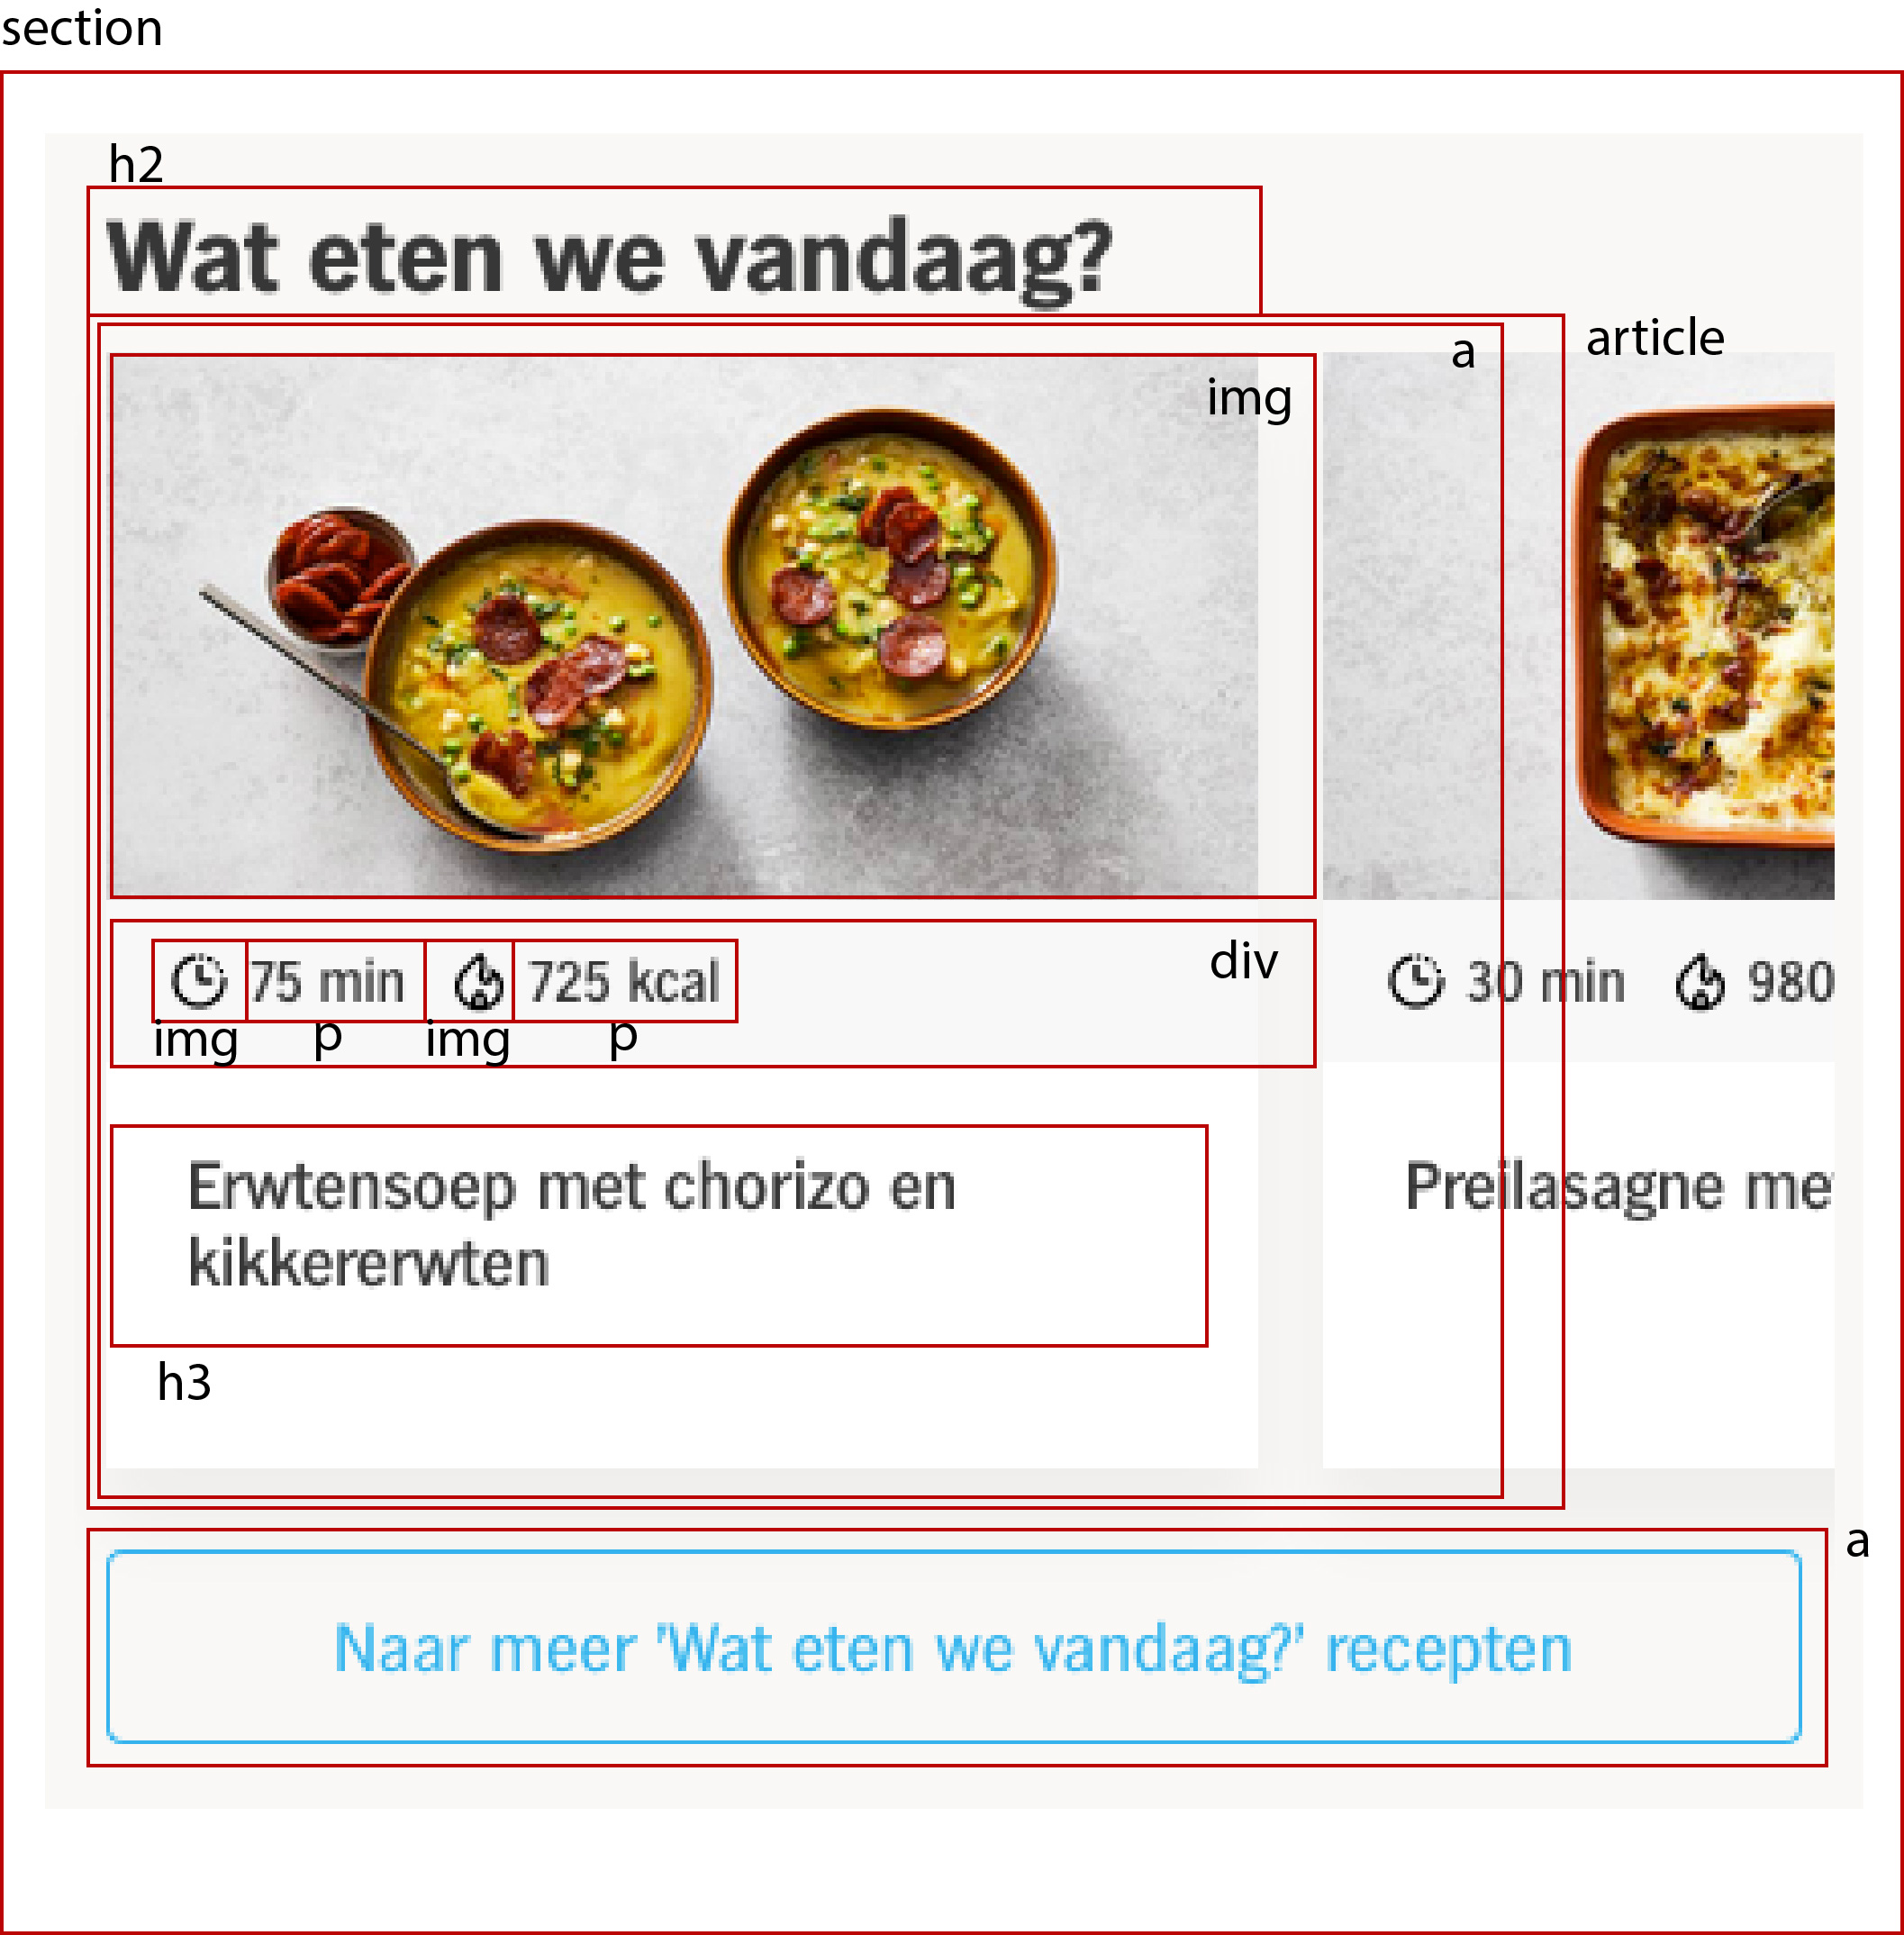 section
h2
Wat eten we vandaag?
article
a
img
75 min 725 kcal
div
30 min 980
img p img p
Erwtensoep met chorizo en
kikkererwten
Preilasagne me
h3
a
Naar meer 'Wat eten we vandaag?' recepten